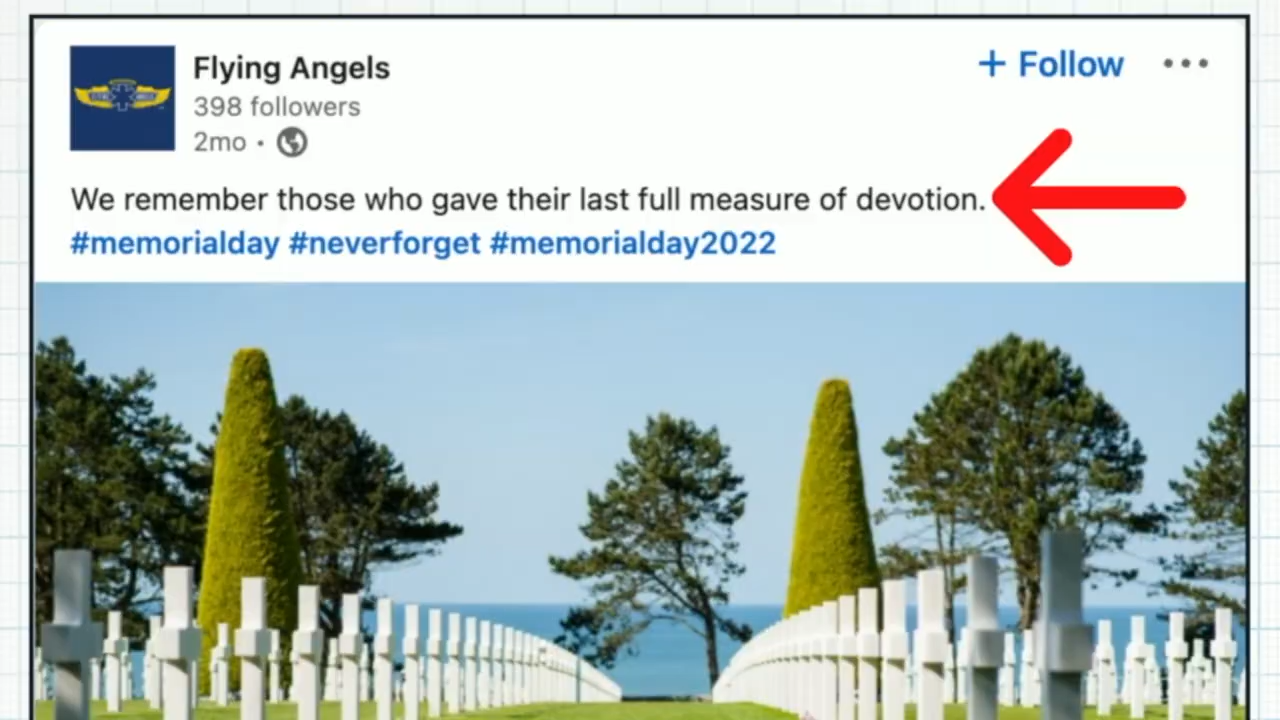 Flying Angels
+ Follow
398 followers
2mo •
We remember those who gave their last full measure of devotion.
#memorialday #neverforget #memorialday2022